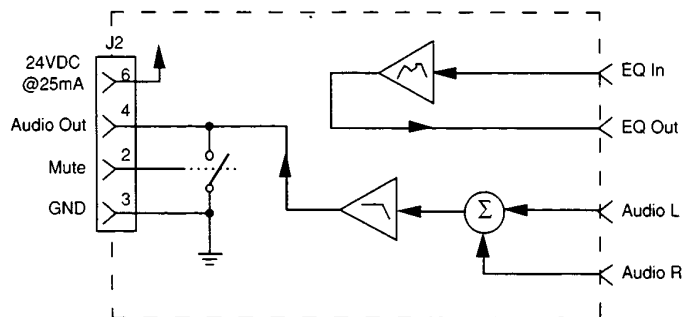 J2
24VDC
@25mA
6
EQ In
Audio Out
4
EQ Out
Mute
2
GND
3
Σ
Audio L
Audio R